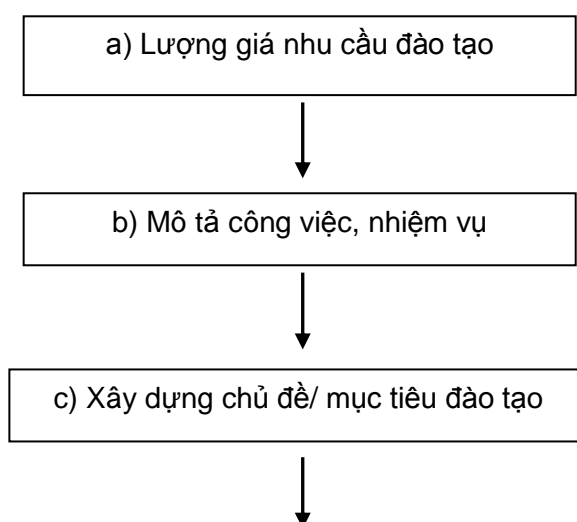 a) Lượng giá nhu cầu đào tạo
b) Mô tả công việc, nhiệm vụ
c) Xây dựng chủ đề/ mục tiêu đào tạo